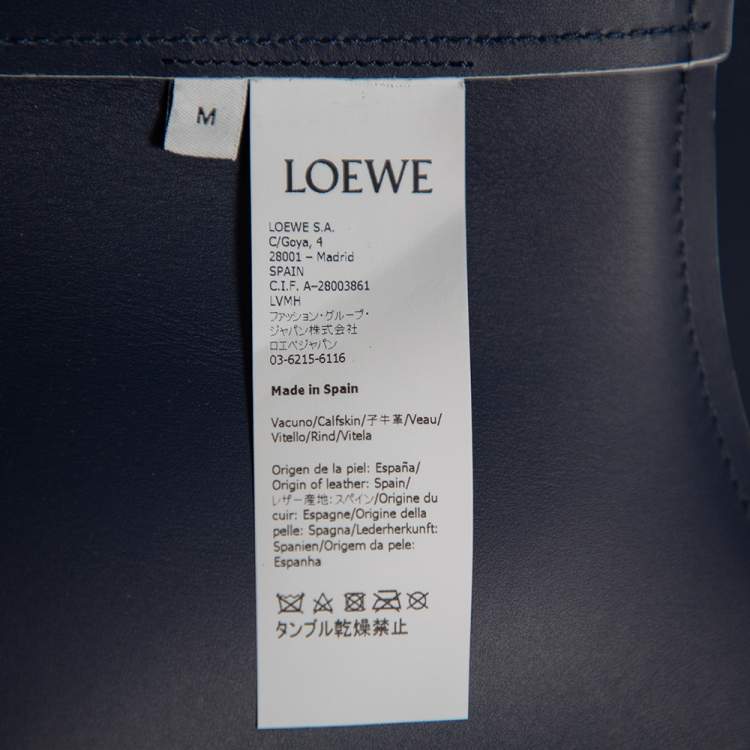 M
LOEWE
LOEWE S.A.
C/Goya, 4
28001 – Madrid
SPAIN
C.I.F. A–28003861
LVMH
ファッション・グループ・
ジャパン株式会社
ロエベジャパン
03-6215-6116
Made in Spain
Vacuno/Calfskin/子牛革/Veau/
Vitello/Rind/Vitela
Origen de la piel: España/
Origin of leather: Spain/
レザー産地: スペイン/Origine du
cuir: Espagne/Origine della
pelle: Spagna/Lederherkunft:
Spanien/Origem da pele:
Espanha
タンブル乾燥禁止